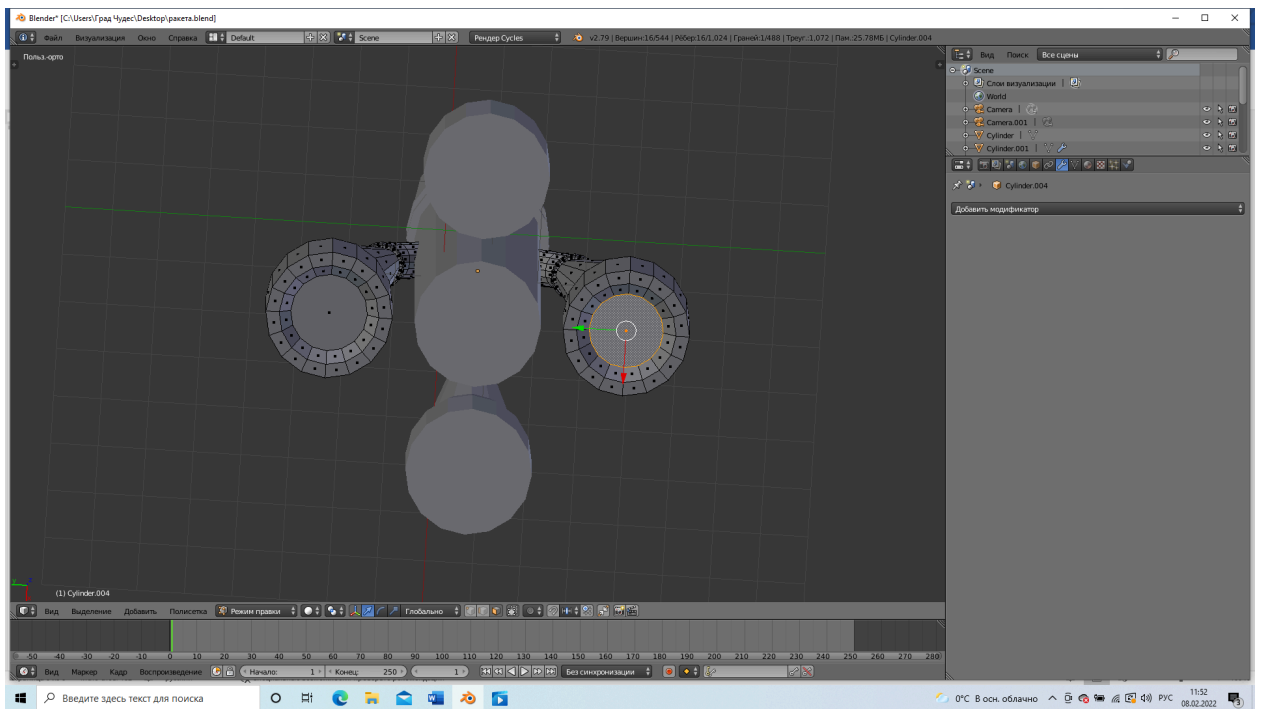 Blender* [C:\Users\Град Чудес\Desktop\ракета.blend]
Файл Визуализация Окно Справка Default Scene Рендер Cycles v2.79 | Вершин:16/544 | Рёбер:16/1,024 | Граней:1/488 | Треуг.:1,072 | Пам.:25.78МБ | Cylinder.004
Вид Поиск Все сцены
Польз.-орто
Scene
Слои визуализации
World
Camera
Camera.001
Cylinder
Cylinder.001
Cylinder.004
Добавить модификатор
(1) Cylinder.004
Вид Выделение Добавить Полисетка Режим правки Глобально
-50 -40 -30 -20 -10 0 10 20 30 40 50 60 70 80 90 100 110 120 130 140 150 160 170 180 190 200 210 220 230 240 250 260 270 280
Вид Маркер Кадр Воспроизведение Начало: 1 Конец: 250 1 Без синхронизации
Введите здесь текст для поиска 0°C В осн. облачно РУС 11:52
08.02.2022